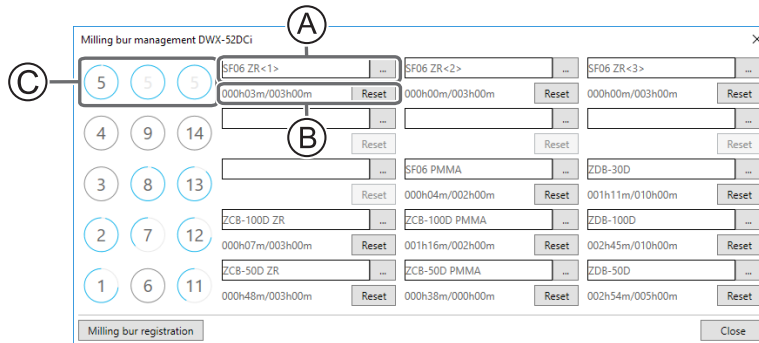 A
Milling bur management DWX-52DCi
C
5 5 5 SF06 ZR<1> ... SF06 ZR<2> ... SF06 ZR<3> ...
000h03m/003h00m Reset 000h00m/003h00m Reset 000h00m/003h00m Reset
B
4 9 14 ... ... ...
Reset Reset Reset
3 8 13 ... SF06 PMMA ... ZDB-30D ...
Reset 000h04m/002h00m Reset 001h11m/010h00m Reset
2 7 12 ZCB-100D ZR ... ZCB-100D PMMA ... ZDB-100D ...
000h07m/003h00m Reset 001h16m/002h00m Reset 002h45m/010h00m Reset
1 6 11 ZCB-50D ZR ... ZCB-50D PMMA ... ZDB-50D ...
000h48m/003h00m Reset 000h38m/000h00m Reset 002h54m/005h00m Reset
Milling bur registration Close